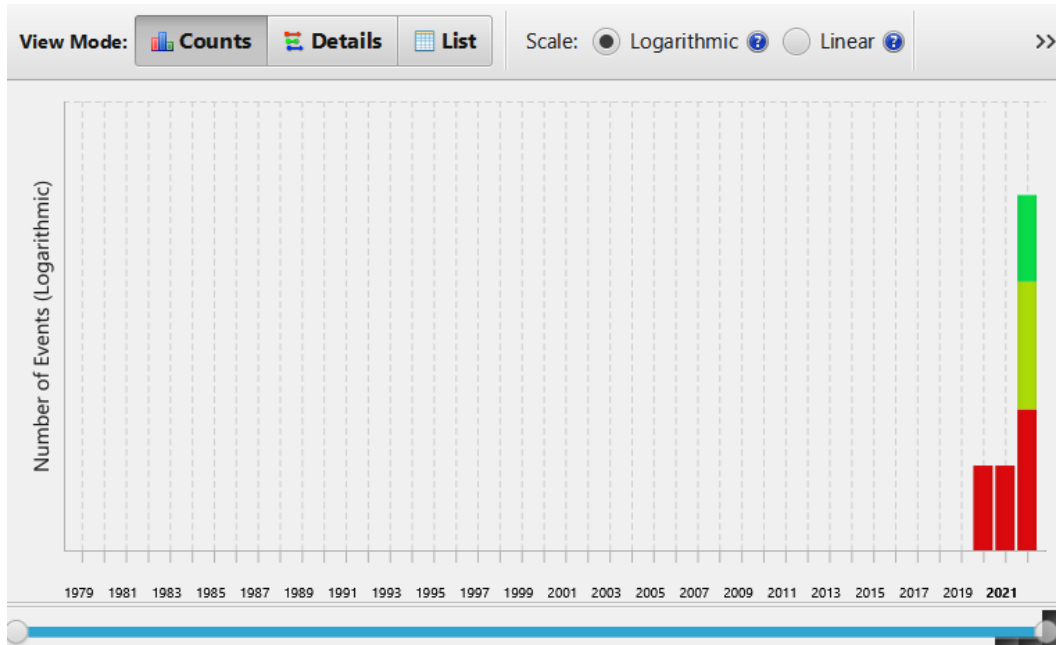 View Mode: Counts Details List Scale: Logarithmic ? Linear ? >>
Number of Events (Logarithmic)
1979 1981 1983 1985 1987 1989 1991 1993 1995 1997 1999 2001 2003 2005 2007 2009 2011 2013 2015 2017 2019 2021